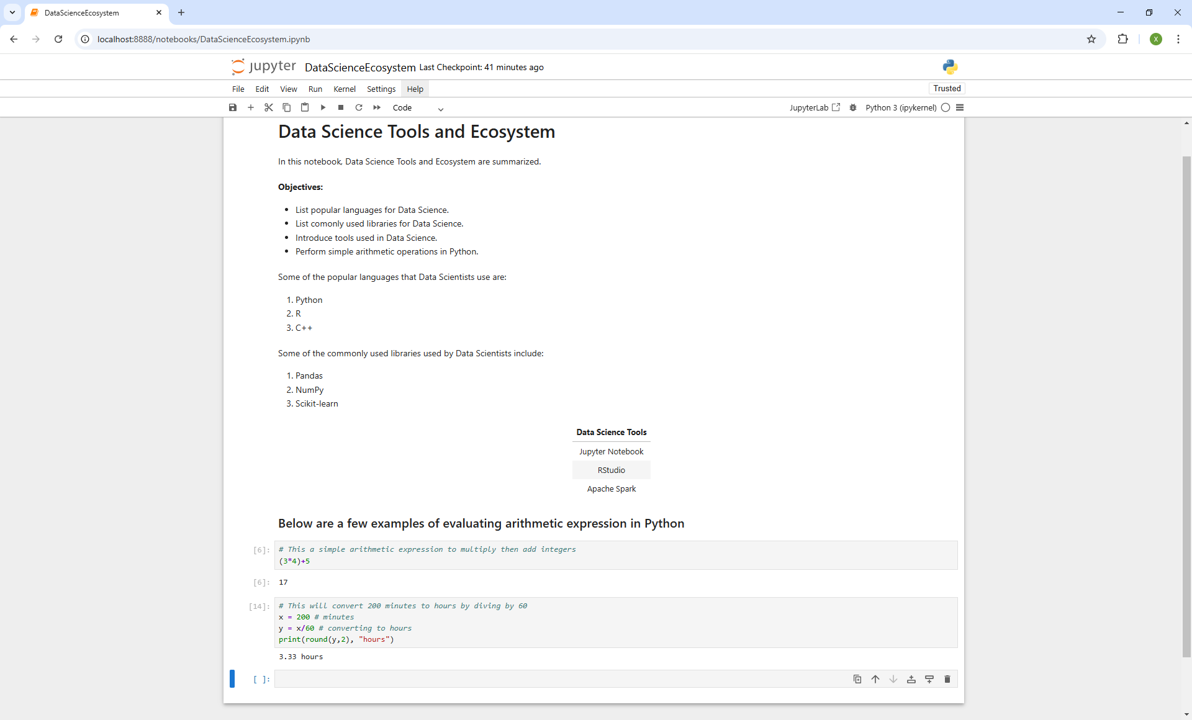 DataScienceEcosystem
localhost:8888/notebooks/DataScienceEcosystem.ipynb
X
jupyter DataScienceEcosystem Last Checkpoint: 41 minutes ago
File Edit View Run Kernel Settings Help Trusted
Code JupyterLab Python 3 (ipykernel)
Data Science Tools and Ecosystem
In this notebook, Data Science Tools and Ecosystem are summarized.
Objectives:
• List popular languages for Data Science.
• List comonly used libraries for Data Science.
• Introduce tools used in Data Science.
• Perform simple arithmetic operations in Python.
Some of the popular languages that Data Scientists use are:
1. Python
2. R
3. C++
Some of the commonly used libraries used by Data Scientists include:
1. Pandas
2. NumPy
3. Scikit-learn
Data Science Tools
Jupyter Notebook
RStudio
Apache Spark
Below are a few examples of evaluating arithmetic expression in Python
[6]: # This a simple arithmetic expression to multiply then add integers
(3*4)+5
[6]: 17
[14]: # This will convert 200 minutes to hours by diving by 60
x = 200 # minutes
y = x/60 # converting to hours
print(round(y,2), "hours")
3.33 hours
[ ]: